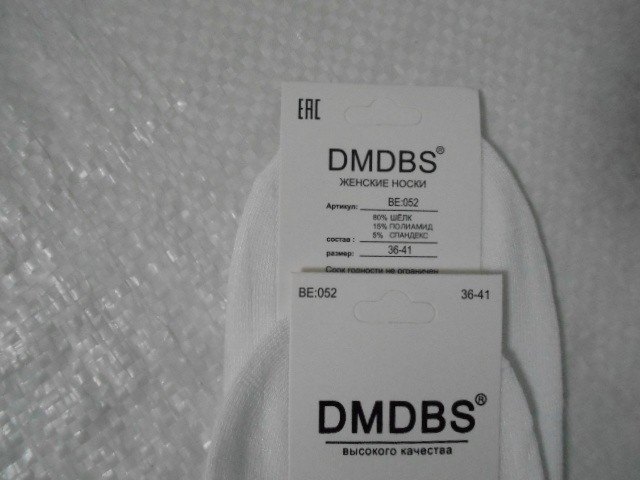 EAC
DMDBS®
ЖЕНСКИЕ НОСКИ
Артикул: BE:052
80% ШЁЛК
15% ПОЛИАМИД
состав : 5% СПАНДЕКС
размер: 36-41
Срок годности не ограничен
BE:052 36-41
DMDBS®
высокого качества